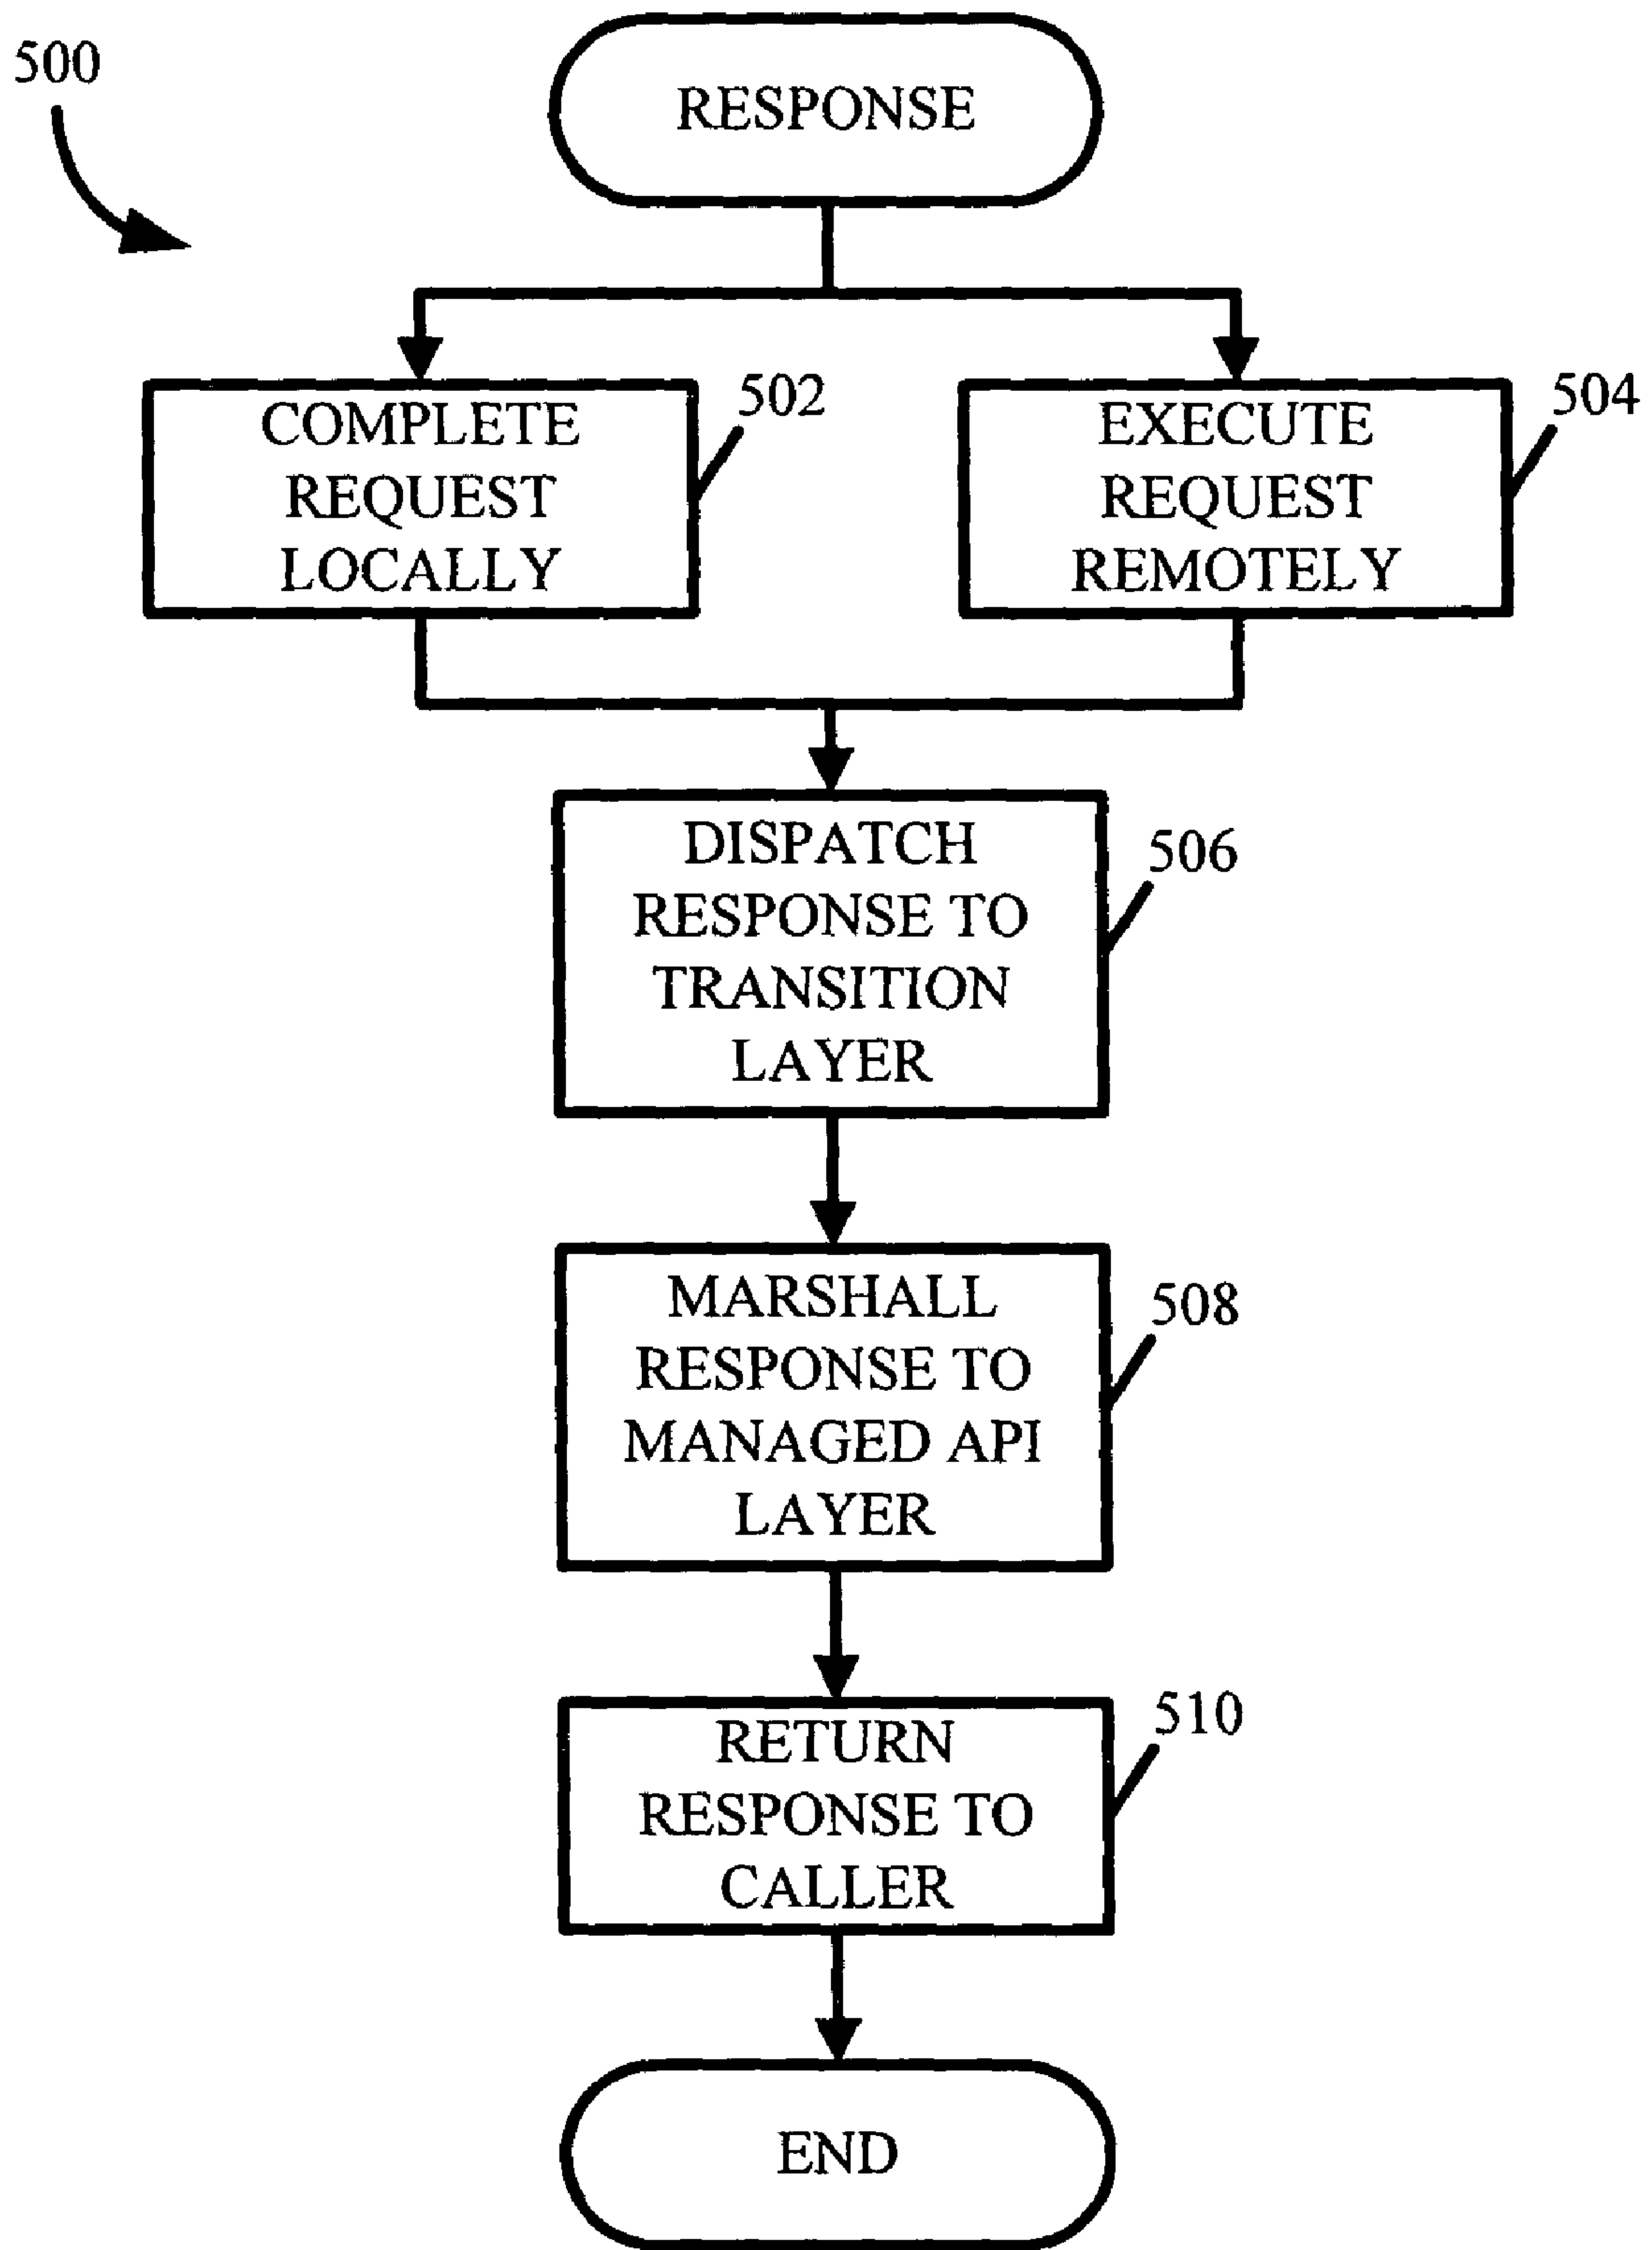 500
RESPONSE
COMPLETE
REQUEST
LOCALLY
502
EXECUTE
REQUEST
REMOTELY
504
DISPATCH
RESPONSE TO
TRANSITION
LAYER
506
MARSHALL
RESPONSE TO
MANAGED API
LAYER
508
RETURN
RESPONSE TO
CALLER
510
END